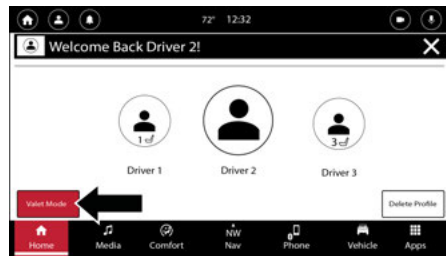 72° 12:32
Welcome Back Driver 2!
1
3
Driver 1
Driver 2
Driver 3
Valet Mode
Delete Profile
Home
Media
Comfort
NW
Nav
0
Phone
Vehicle
Apps